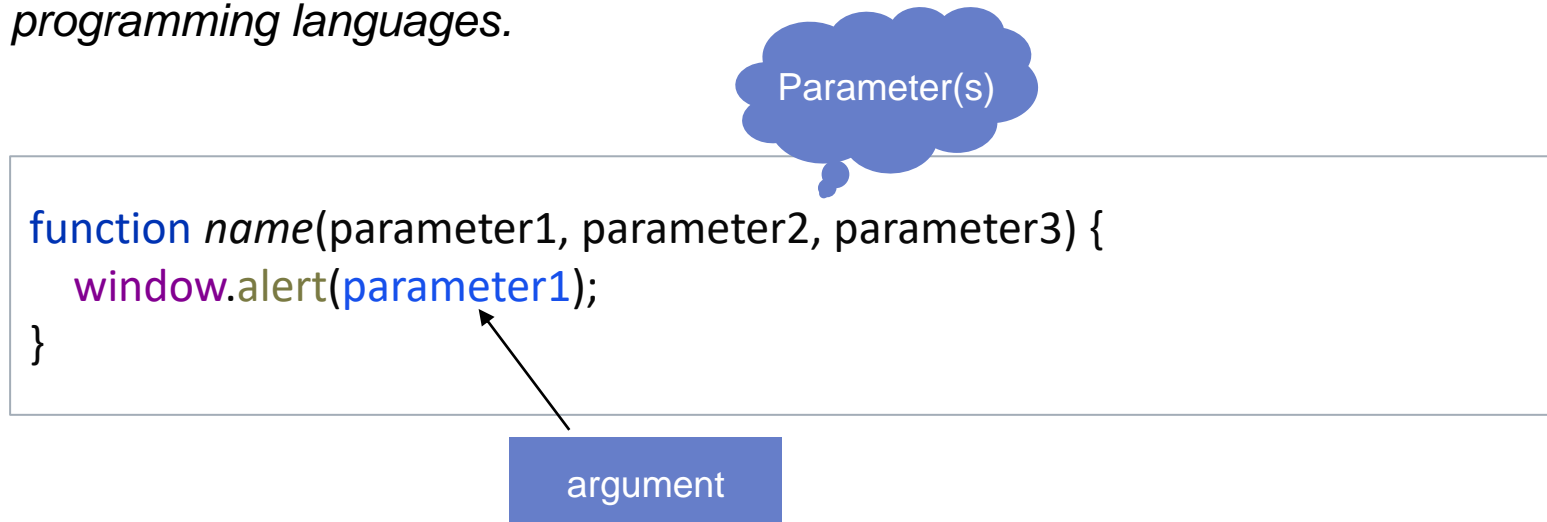 programming languages.
Parameter(s)
function name(parameter1, parameter2, parameter3) {
window.alert(parameter1);
}
argument